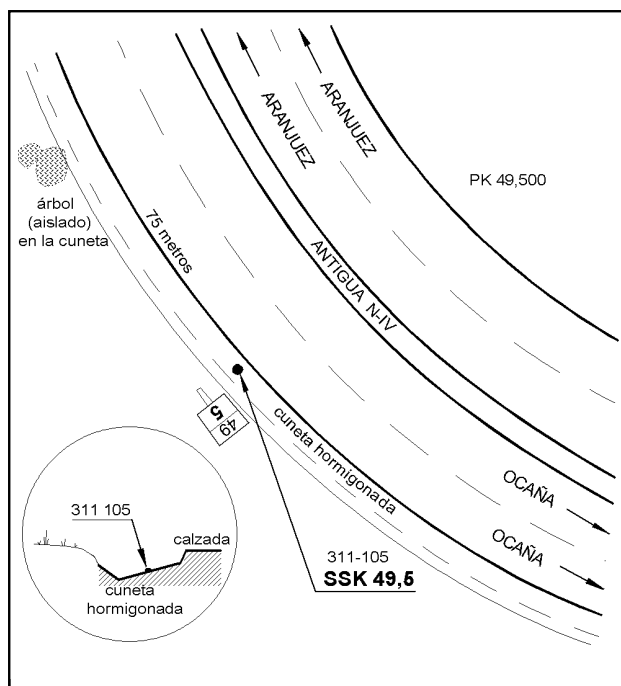 ARANJUEZ
ARANJUEZ
PK 49,500
árbol
(aislado)
en la cuneta
75 metros
ANTIGUA N-IV
49
5
cuneta hormigonada
OCAÑA
OCAÑA
311 105
calzada
cuneta
hormigonada
311-105
SSK 49,5